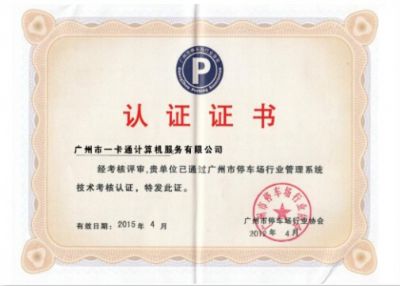 P
认证证书
广州市一卡通计算机服务有限公司
经考核评审,贵单位已通过广州市停车场行业管理系统
技术考核认证，特发此证。
有效日期：2015年 4月
广州市停车场行业协会
4月